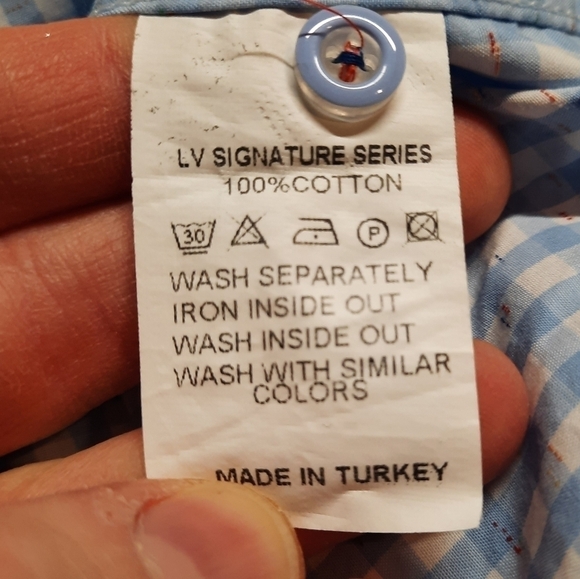 LV SIGNATURE SERIES
100%COTTON
30 P
WASH SEPARATELY
IRON INSIDE OUT
WASH INSIDE OUT
WASH WITH SIMILAR
COLORS
MADE IN TURKEY